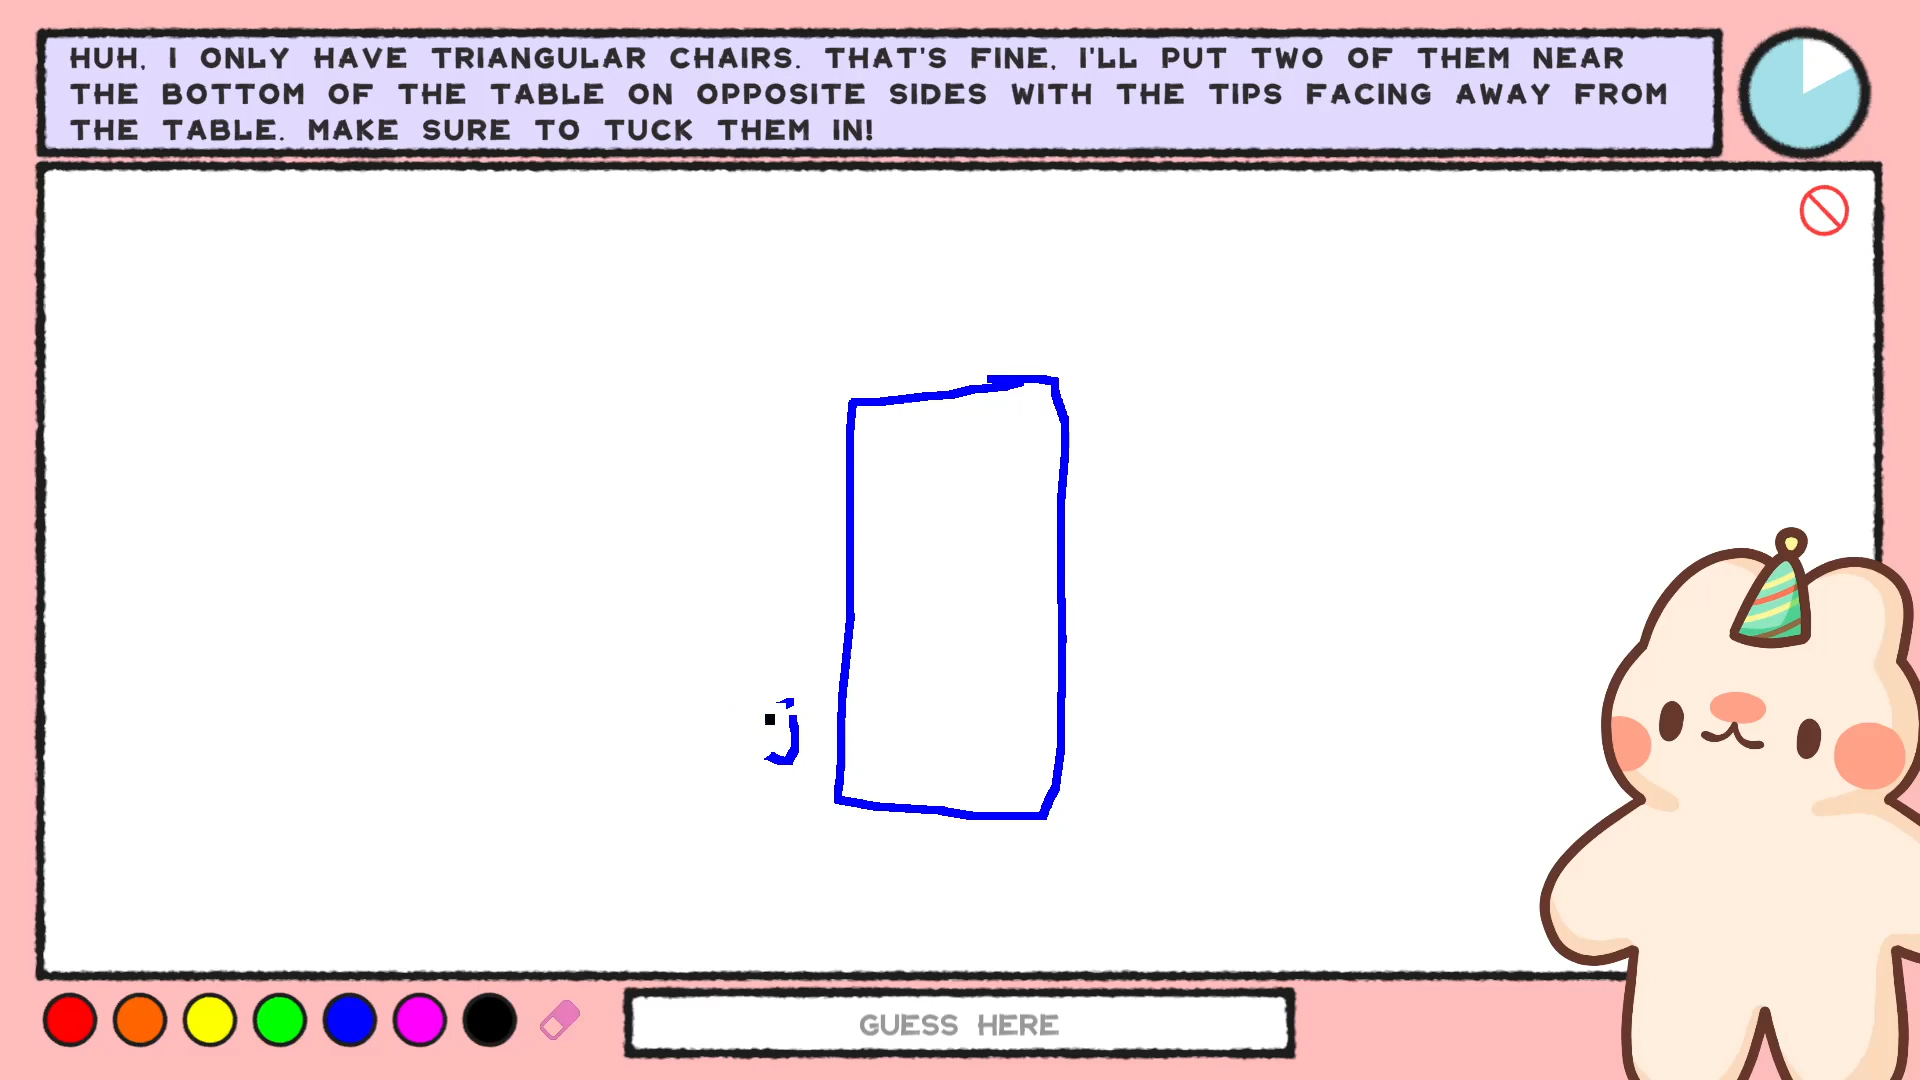 HUH, I ONLY HAVE TRIANGULAR CHAIRS. THAT'S FINE, I'LL PUT TWO OF THEM NEAR
THE BOTTOM OF THE TABLE ON OPPOSITE SIDES WITH THE TIPS FACING AWAY FROM
THE TABLE. MAKE SURE TO TUCK THEM IN!
GUESS HERE